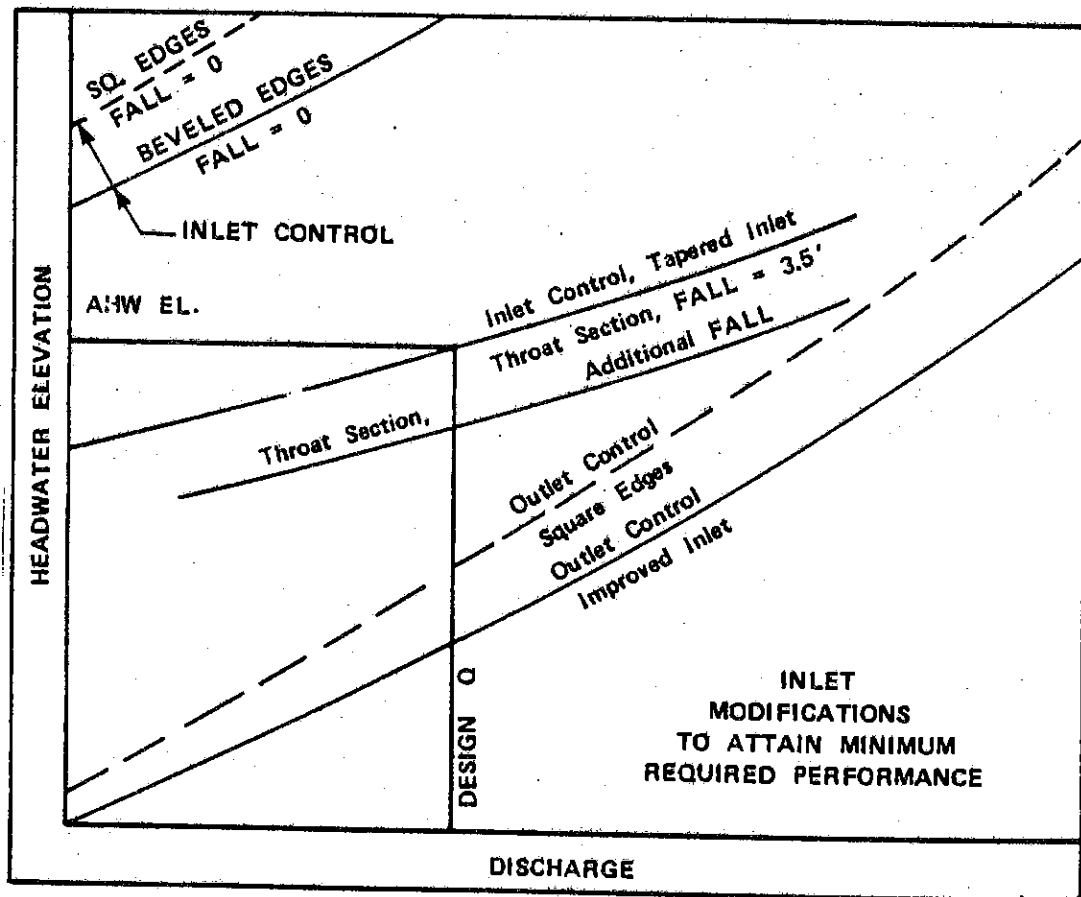 SQ. EDGES
FALL = 0
BEVELED EDGES
FALL = 0
INLET CONTROL
AHW EL.
HEADWATER ELEVATION
Inlet Control, Tapered Inlet
Throat Section, FALL = 3.5'
Additional FALL
Throat Section,
Outlet Control
Square Edges
Outlet Control
Improved Inlet
DESIGN Q
INLET
MODIFICATIONS
TO ATTAIN MINIMUM
REQUIRED PERFORMANCE
DISCHARGE